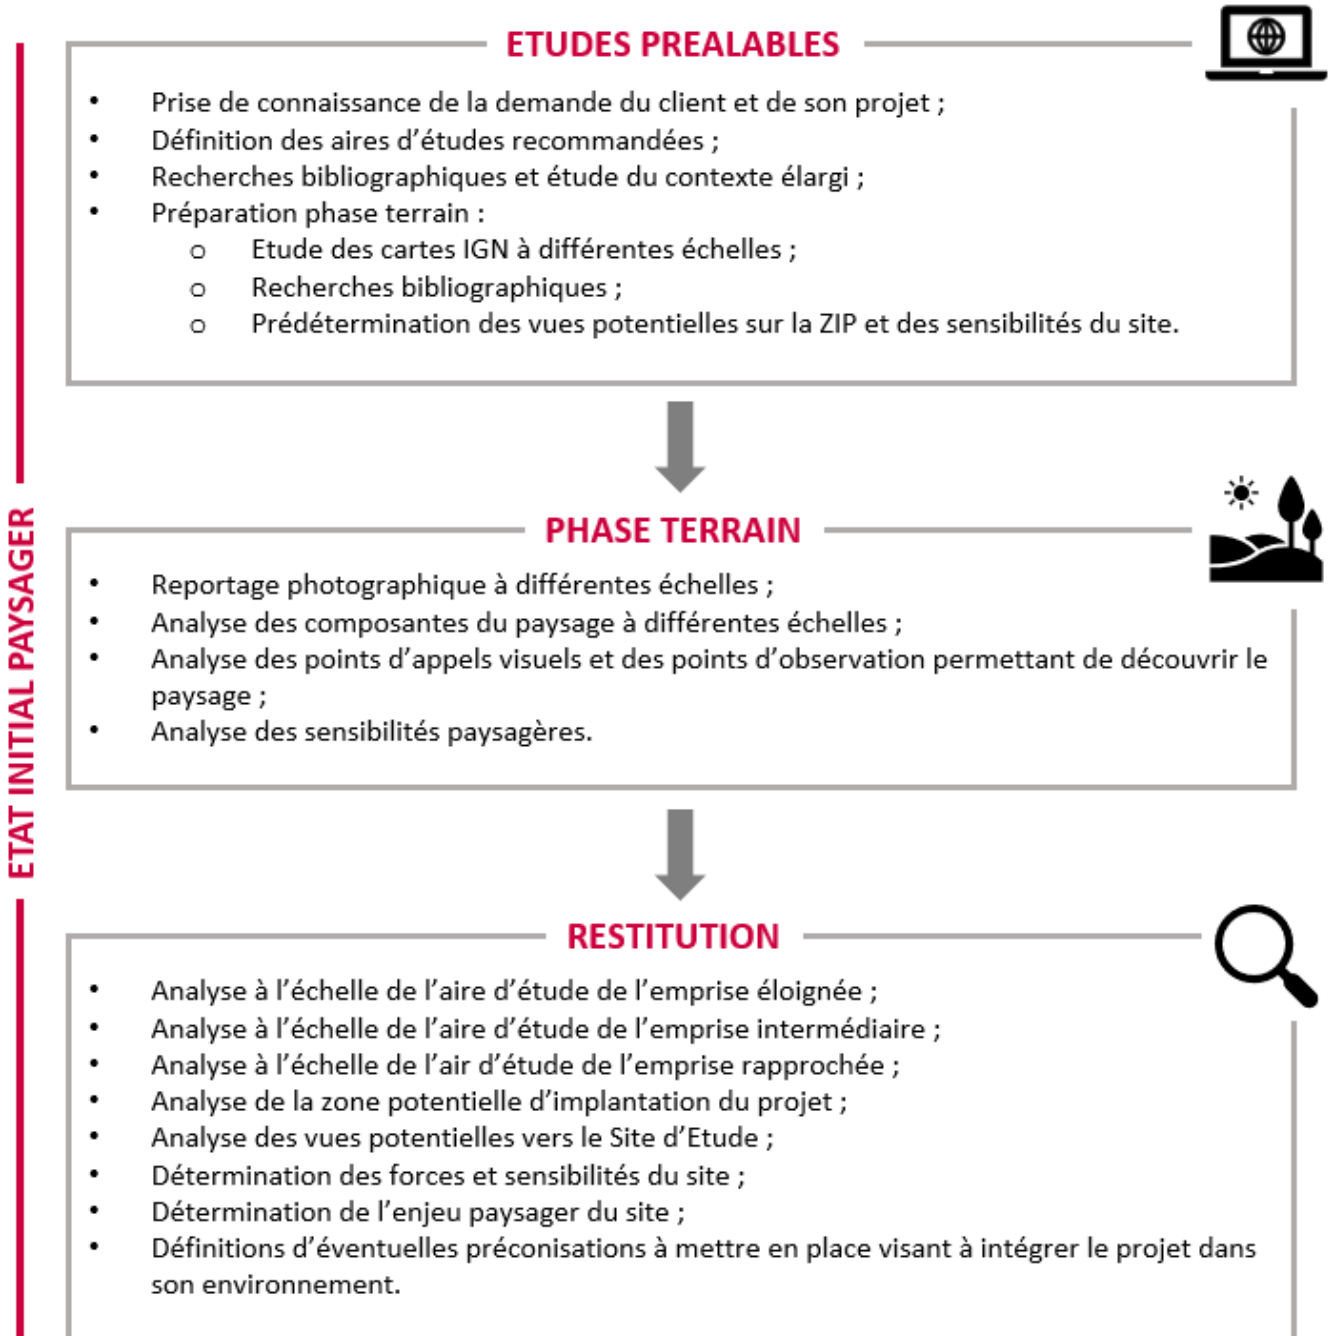 ETAT INITIAL PAYSAGER
ETUDES PREALABLES
• Prise de connaissance de la demande du client et de son projet ;
• Définition des aires d’études recommandées ;
• Recherches bibliographiques et étude du contexte élargi ;
• Préparation phase terrain :
o Etude des cartes IGN à différentes échelles ;
o Recherches bibliographiques ;
o Prédétermination des vues potentielles sur la ZIP et des sensibilités du site.
PHASE TERRAIN
• Reportage photographique à différentes échelles ;
• Analyse des composantes du paysage à différentes échelles ;
• Analyse des points d’appels visuels et des points d’observation permettant de découvrir le
paysage ;
• Analyse des sensibilités paysagères.
RESTITUTION
• Analyse à l’échelle de l’aire d’étude de l’emprise éloignée ;
• Analyse à l’échelle de l’aire d’étude de l’emprise intermédiaire ;
• Analyse à l’échelle de l’air d’étude de l’emprise rapprochée ;
• Analyse de la zone potentielle d’implantation du projet ;
• Analyse des vues potentielles vers le Site d’Etude ;
• Détermination des forces et sensibilités du site ;
• Détermination de l’enjeu paysager du site ;
• Définitions d’éventuelles préconisations à mettre en place visant à intégrer le projet dans
son environnement.